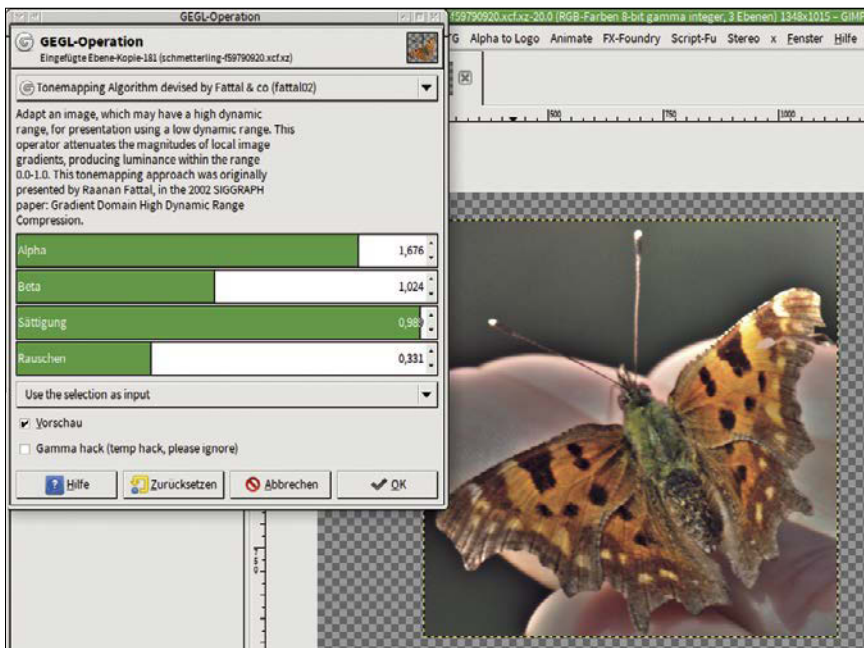 GEGL-Operation
f59790920.xcf.xz-20.0 (RGB-Farben 8-bit gamma integer, 3 Ebenen) 1348x1015 – GIMP
GEGL-Operation
Eingefügte Ebene-Kopie-181 (schmetterling-f59790920.xcf.xz)
Alpha to Logo Animate FX-Foundry Script-Fu Stereo x Fenster Hilfe
Tonemapping Algorithm devised by Fattal & co (fattal02)
Adapt an image, which may have a high dynamic
range, for presentation using a low dynamic range. This
operator attenuates the magnitudes of local image
gradients, producing luminance within the range
0.0-1.0. This tonemapping approach was originally
presented by Raanan Fattal, in the 2002 SIGGRAPH
paper: Gradient Domain High Dynamic Range
Compression.
500 750 1000
Alpha 1,676
Beta 1,024
Sättigung 0,989
Rauschen 0,331
Use the selection as input
Vorschau
Gamma hack (temp hack, please ignore)
Hilfe Zurücksetzen Abbrechen OK
750